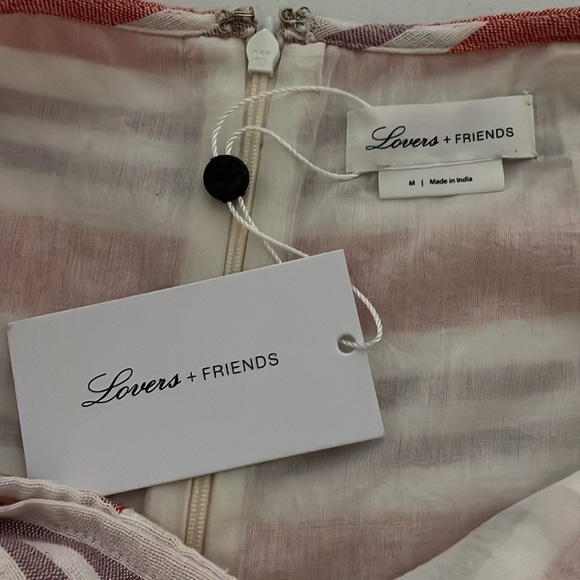 Lovers + FRIENDS
M | Made in India
Lovers + FRIENDS